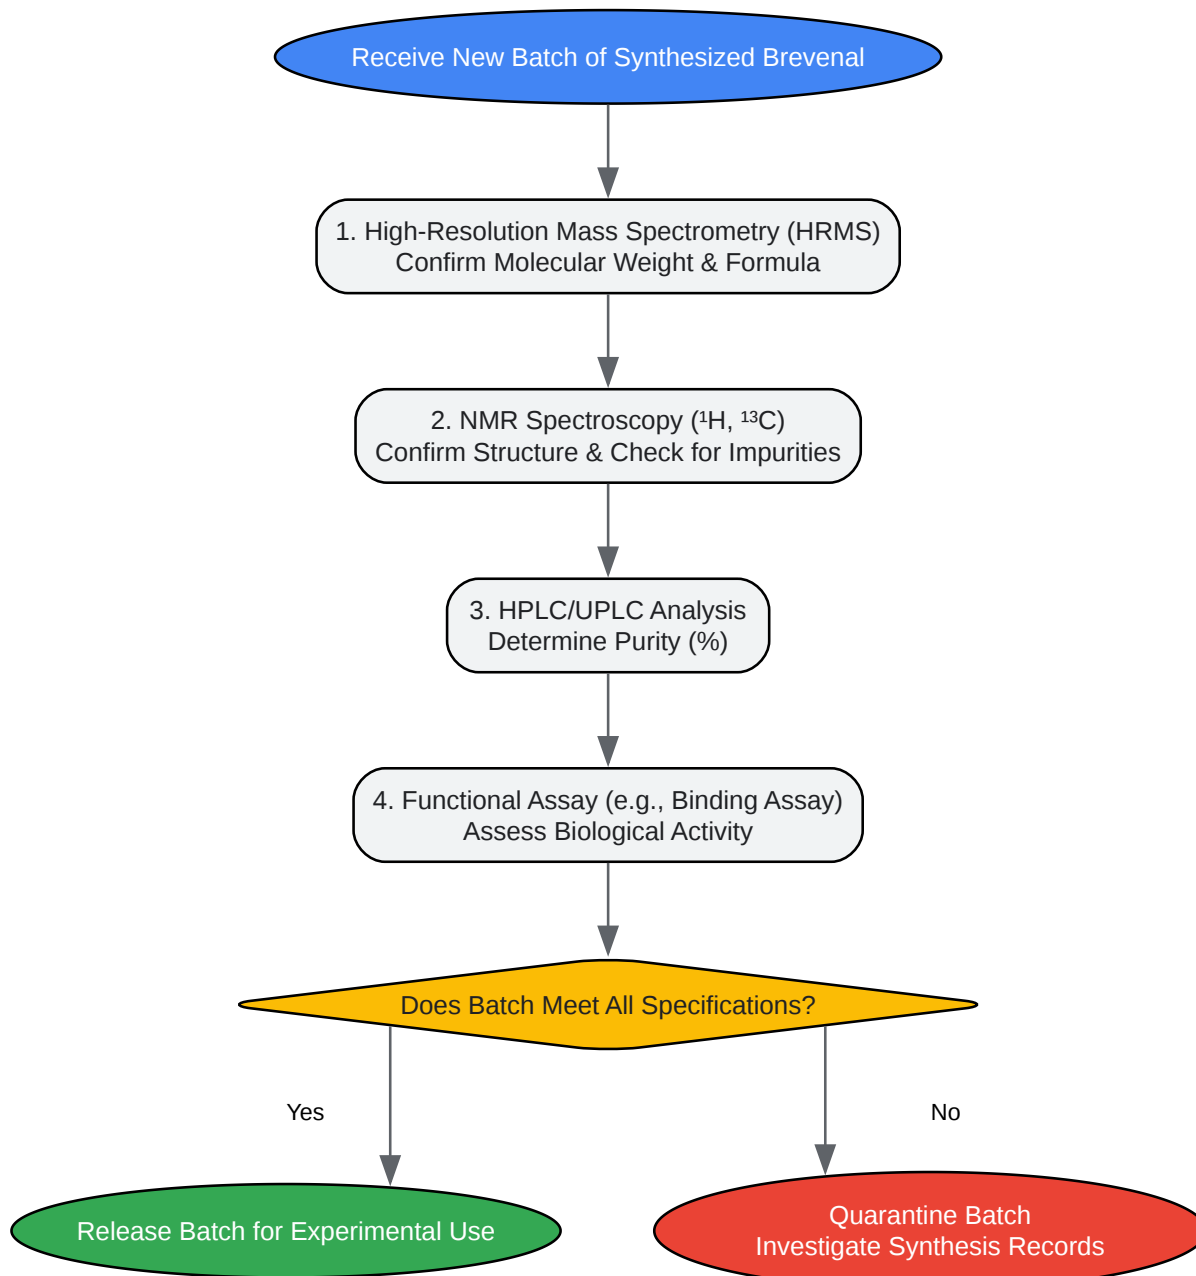 Receive New Batch of Synthesized Brevenal
1. High-Resolution Mass Spectrometry (HRMS)
Confirm Molecular Weight & Formula
2. NMR Spectroscopy (¹H, ¹³C)
Confirm Structure & Check for Impurities
3. HPLC/UPLC Analysis
Determine Purity (%)
4. Functional Assay (e.g., Binding Assay)
Assess Biological Activity
Does Batch Meet All Specifications?
Yes
No
Release Batch for Experimental Use
Quarantine Batch
Investigate Synthesis Records